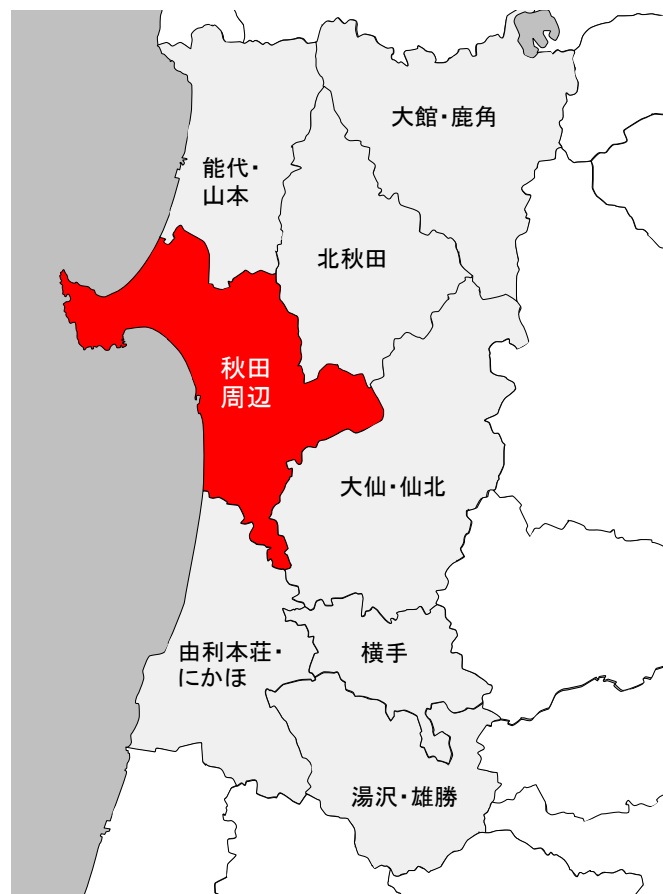 大館・鹿角
能代・
山本
北秋田
秋田
周辺
大仙・仙北
由利本荘・
にかほ
横手
湯沢・雄勝